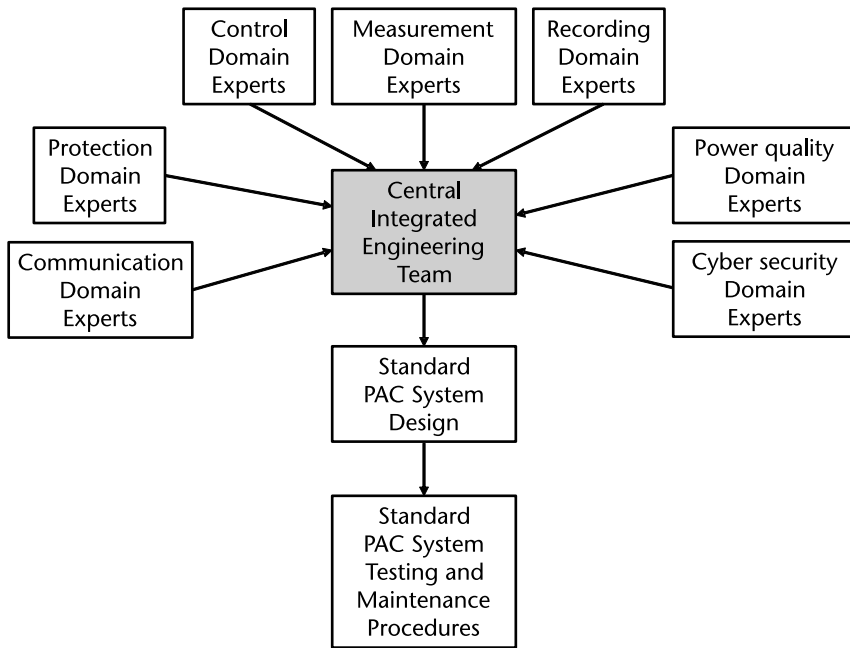 Control
Domain
Experts
Measurement
Domain
Experts
Recording
Domain
Experts
Protection
Domain
Experts
Central
Integrated
Engineering
Team
Power quality
Domain
Experts
Communication
Domain
Experts
Cyber security
Domain
Experts
Standard
PAC System
Design
Standard
PAC System
Testing and
Maintenance
Procedures